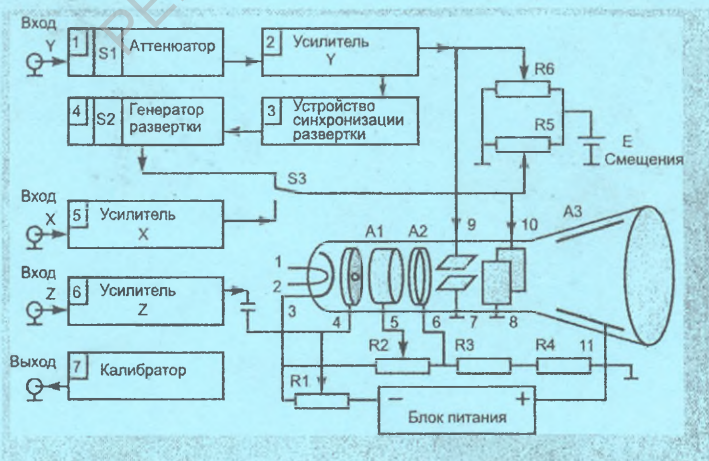 Вход
Y
1
S1
Аттенюатор
2
Усилитель
Y
4
S2
Генератор
развертки
3
Устройство
синхронизации
развертки
R6
R5
E
Смещения
S3
Вход
X
5
Усилитель
X
9
10
A3
A1
A2
Вход
Z
6
Усилитель
Z
1
2
3
4
5
6
7
8
11
R1
R2
R3
R4
Выход
7
Калибратор
−
+
Блок питания